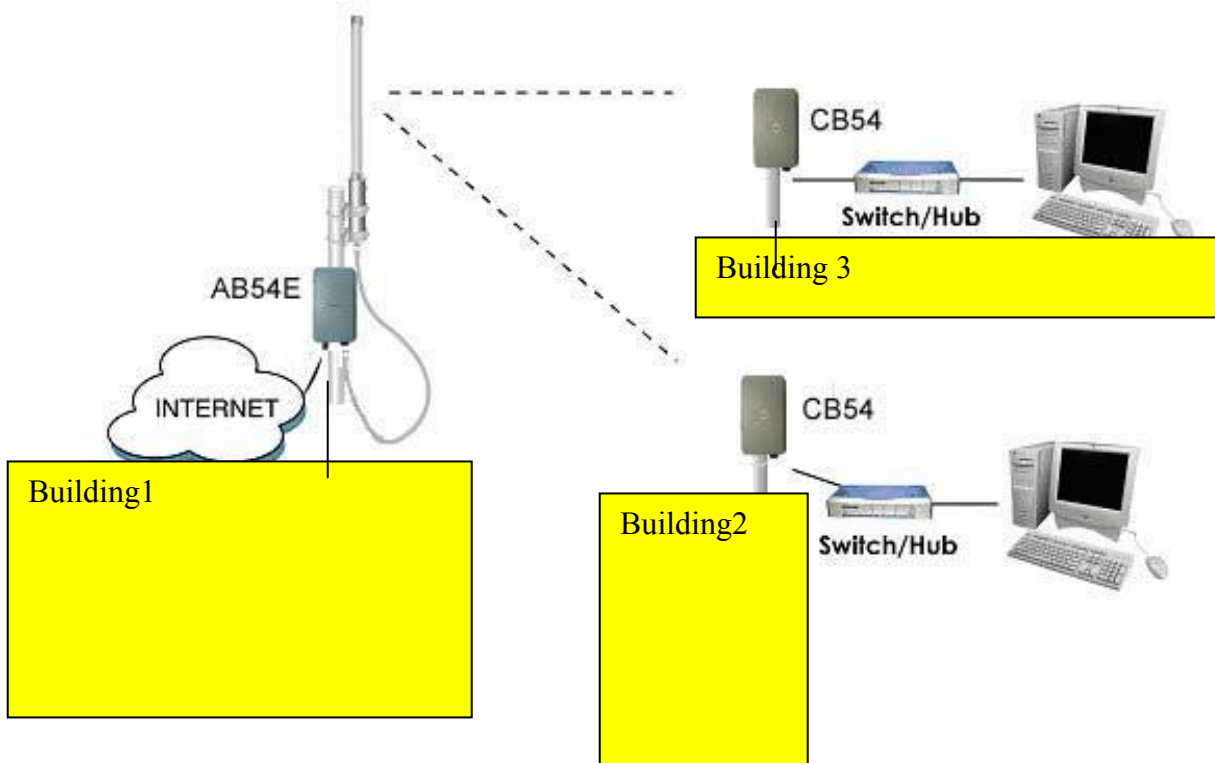 CB54
Switch/Hub
Building 3
AB54E
INTERNET
CB54
Building1
Building2
Switch/Hub